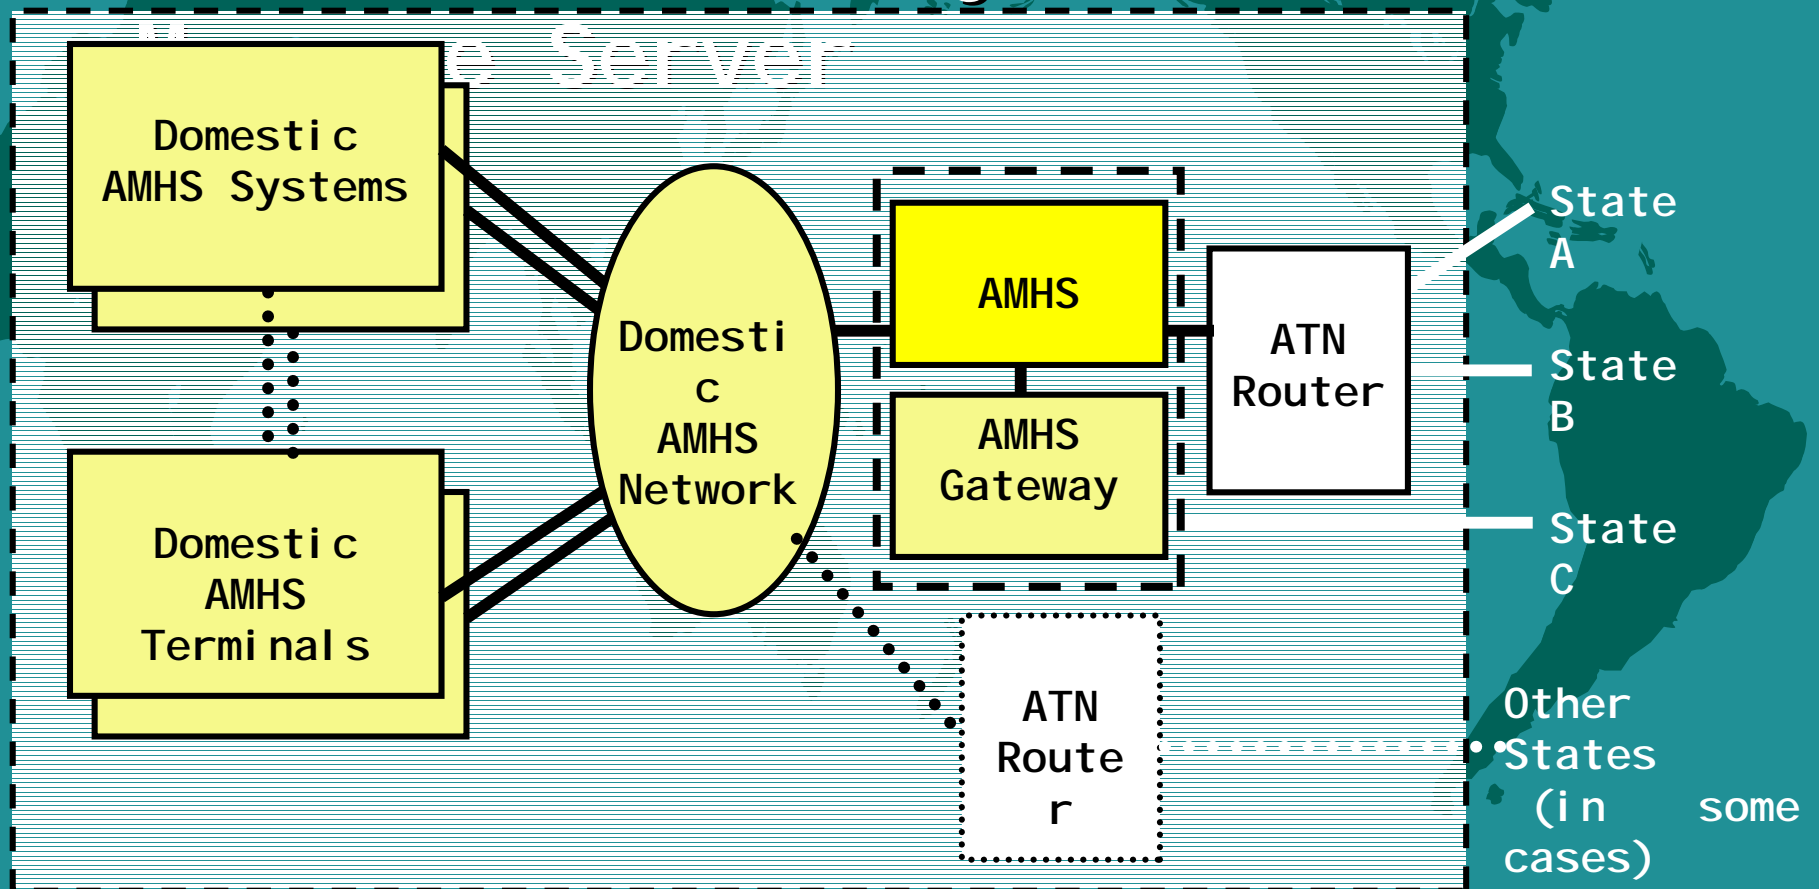 Server
Domestic
AMHS Systems
Domesti
c
AMHS
Network
AMHS
AMHS
Gateway
ATN
Router
State
A
State
B
State
C
Domestic
AMHS
Terminals
ATN
Route
r
Other
States
(in some
cases)